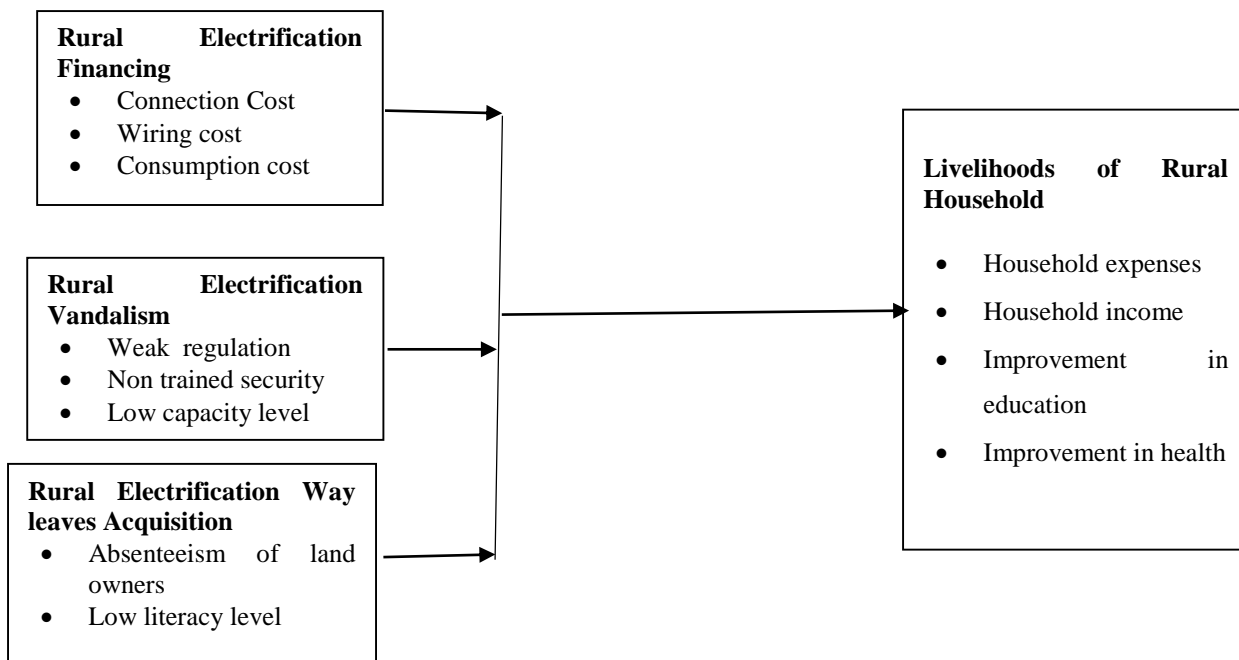 Rural Electrification
Financing
• Connection Cost
• Wiring cost
• Consumption cost
Rural Electrification
Vandalism
• Weak regulation
• Non trained security
• Low capacity level
Rural Electrification Way
leaves Acquisition
• Absenteeism of land
owners
• Low literacy level
Livelihoods of Rural
Household
• Household expenses
• Household income
• Improvement in
education
• Improvement in health